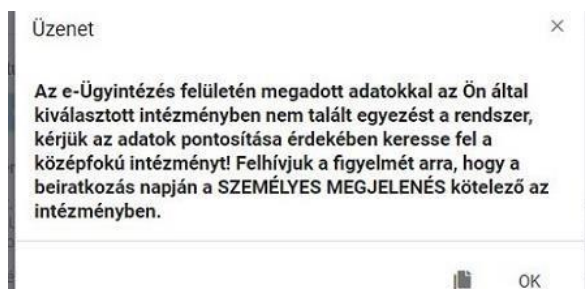 Üzenet
Az e-Ügyintézés felületén megadott adatokkal az Ön által
kiválasztott intézményben nem talált egyezést a rendszer,
kérjük az adatok pontosítása érdekében keresse fel a
középfokú intézményt! Felhívjuk a figyelmét arra, hogy a
beiratkozás napján a SZEMÉLYES MEGJELENÉS kötelező az
intézményben.
OK